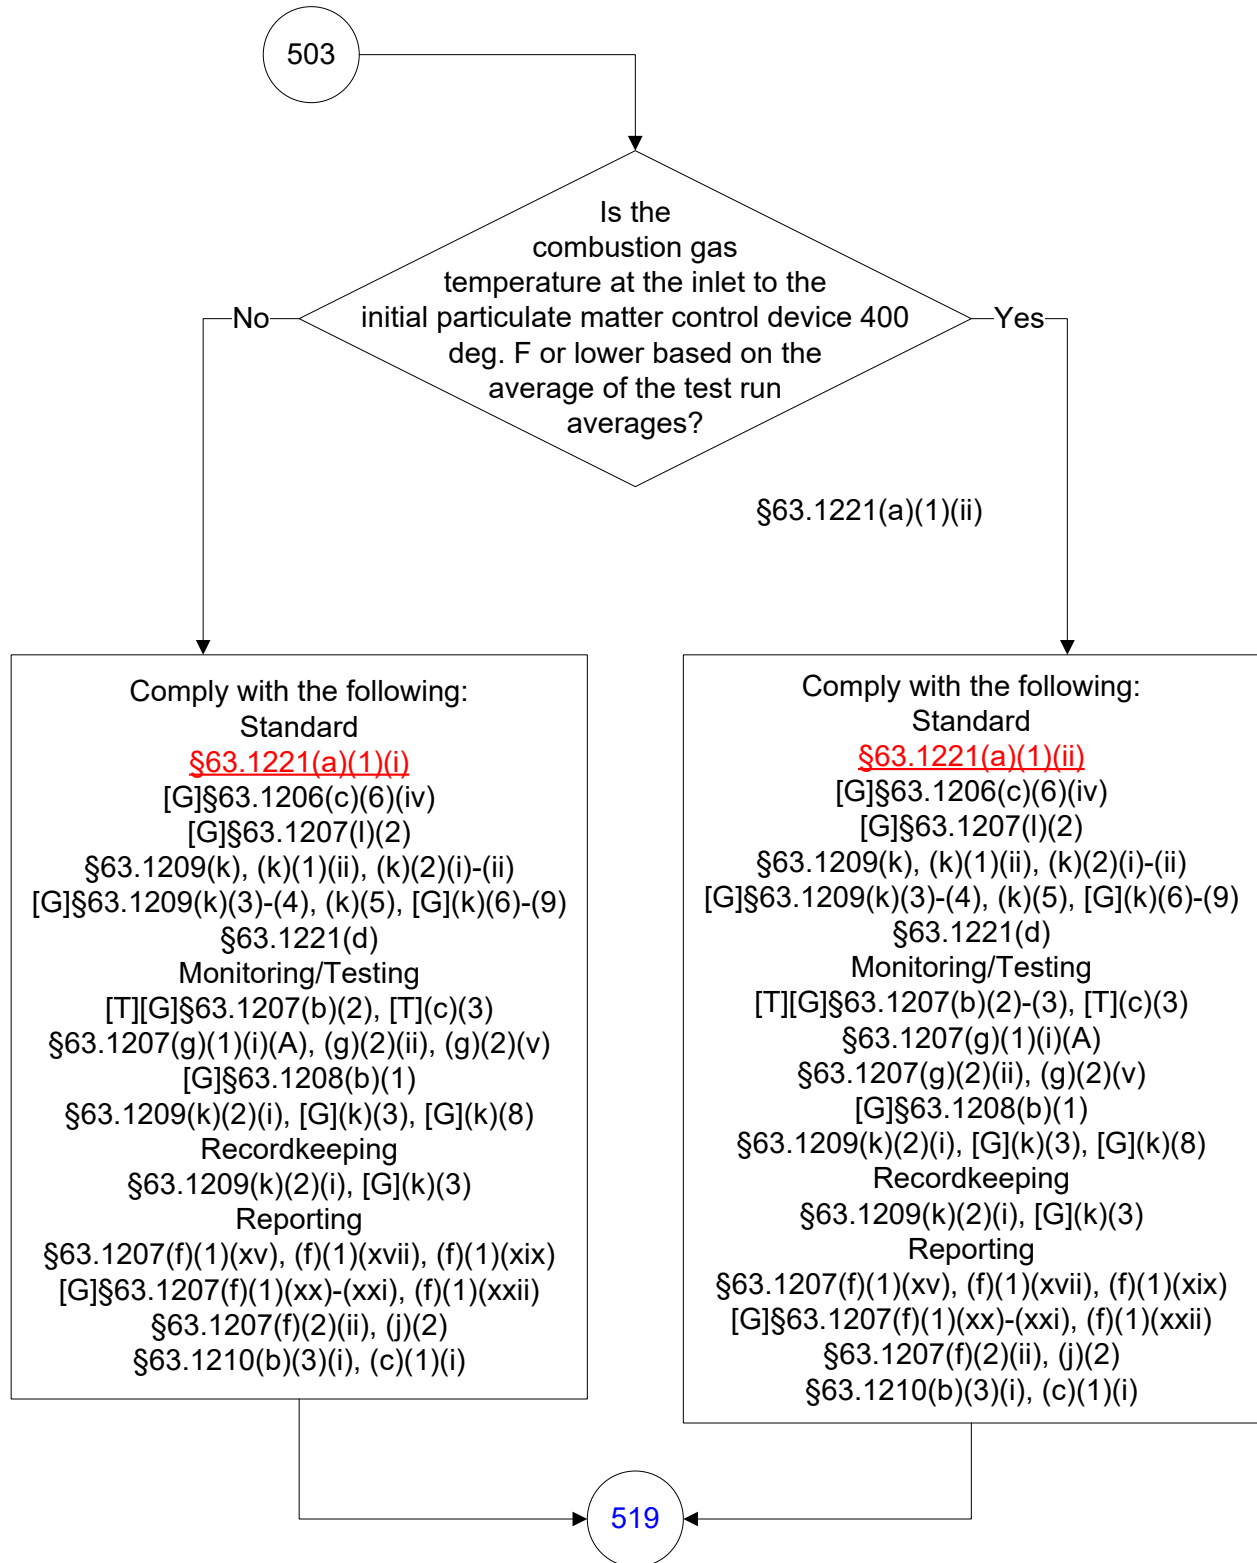 503
Is the
combustion gas
temperature at the inlet to the
initial particulate matter control device 400
deg. F or lower based on the
average of the test run
averages?
No
Yes
§63.1221(a)(1)(ii)
Comply with the following:
Standard
§63.1221(a)(1)(i)
[G]§63.1206(c)(6)(iv)
[G]§63.1207(l)(2)
§63.1209(k), (k)(1)(ii), (k)(2)(i)-(ii)
[G]§63.1209(k)(3)-(4), (k)(5), [G](k)(6)-(9)
§63.1221(d)
Monitoring/Testing
[T][G]§63.1207(b)(2), [T](c)(3)
§63.1207(g)(1)(i)(A), (g)(2)(ii), (g)(2)(v)
[G]§63.1208(b)(1)
§63.1209(k)(2)(i), [G](k)(3), [G](k)(8)
Recordkeeping
§63.1209(k)(2)(i), [G](k)(3)
Reporting
§63.1207(f)(1)(xv), (f)(1)(xvii), (f)(1)(xix)
[G]§63.1207(f)(1)(xx)-(xxi), (f)(1)(xxii)
§63.1207(f)(2)(ii), (j)(2)
§63.1210(b)(3)(i), (c)(1)(i)
Comply with the following:
Standard
§63.1221(a)(1)(ii)
[G]§63.1206(c)(6)(iv)
[G]§63.1207(l)(2)
§63.1209(k), (k)(1)(ii), (k)(2)(i)-(ii)
[G]§63.1209(k)(3)-(4), (k)(5), [G](k)(6)-(9)
§63.1221(d)
Monitoring/Testing
[T][G]§63.1207(b)(2)-(3), [T](c)(3)
§63.1207(g)(1)(i)(A)
§63.1207(g)(2)(ii), (g)(2)(v)
[G]§63.1208(b)(1)
§63.1209(k)(2)(i), [G](k)(3), [G](k)(8)
Recordkeeping
§63.1209(k)(2)(i), [G](k)(3)
Reporting
§63.1207(f)(1)(xv), (f)(1)(xvii), (f)(1)(xix)
[G]§63.1207(f)(1)(xx)-(xxi), (f)(1)(xxii)
§63.1207(f)(2)(ii), (j)(2)
§63.1210(b)(3)(i), (c)(1)(i)
519